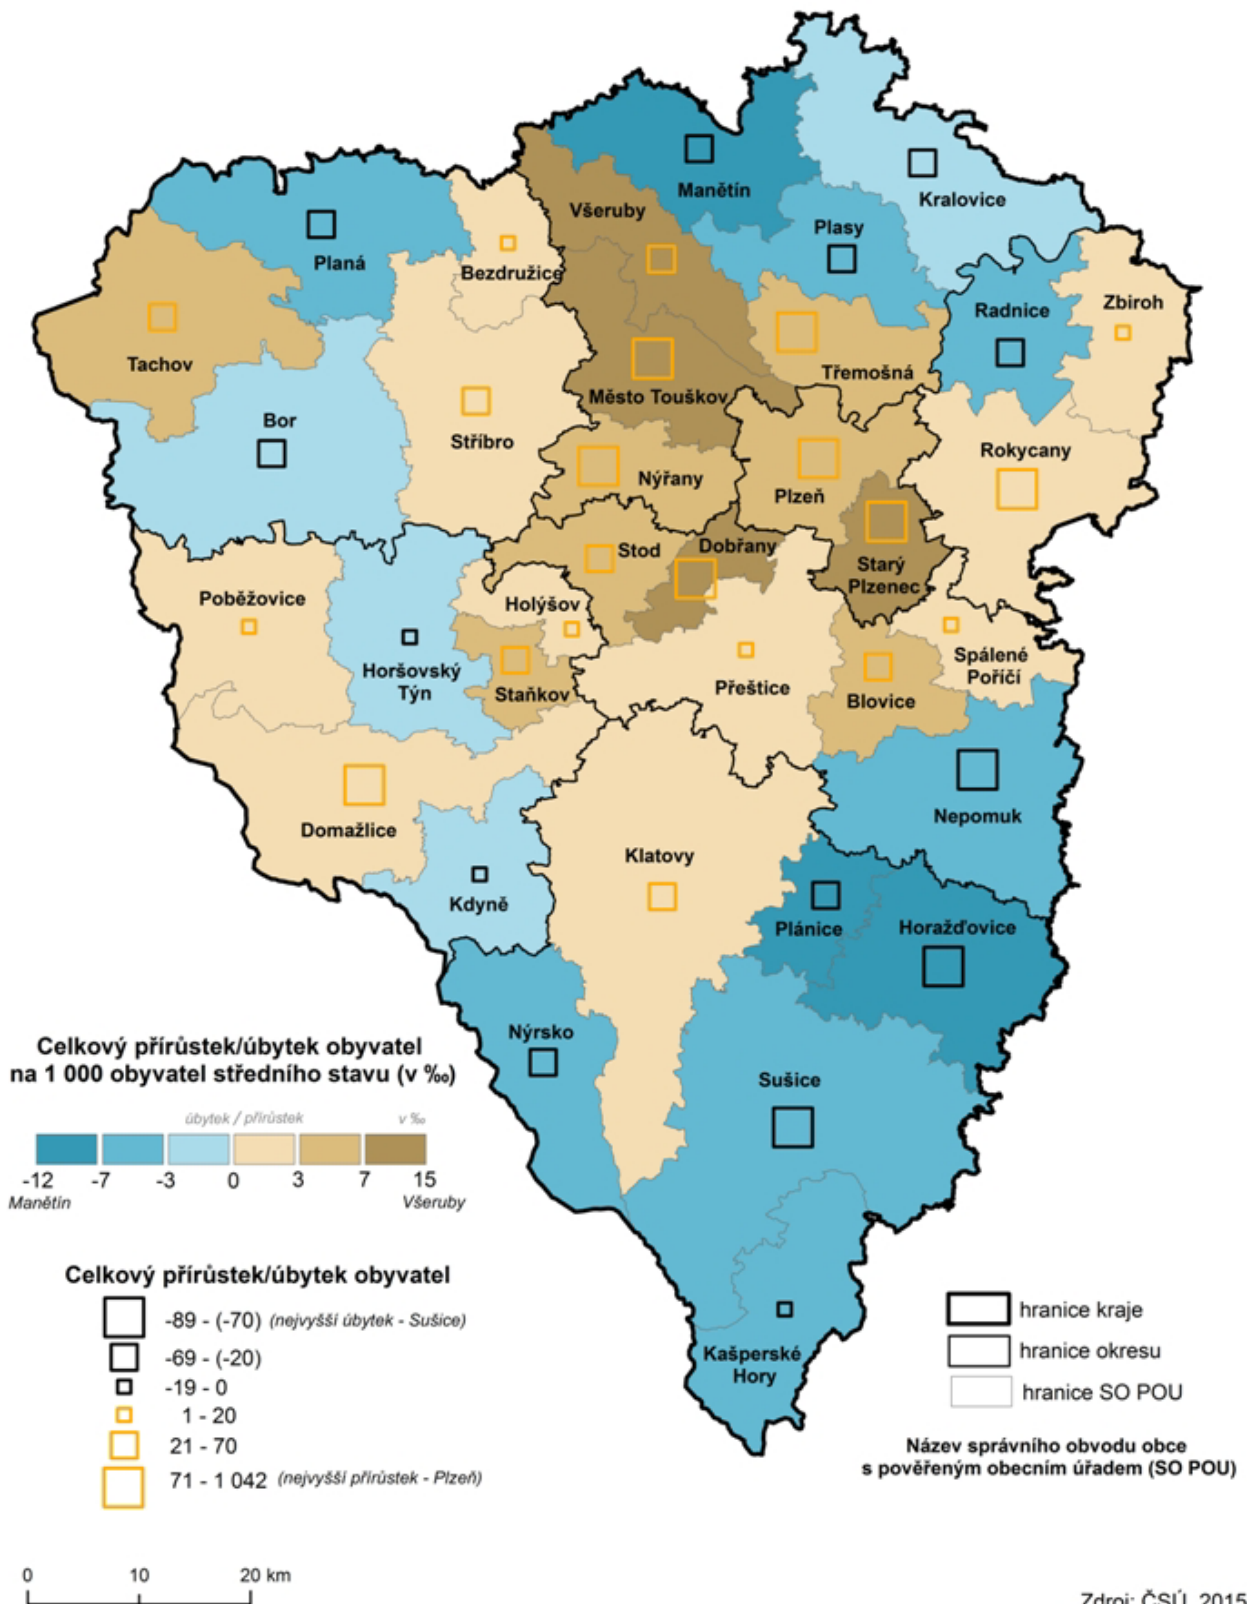 Manětín
Kralovice
Všeruby
Plasy
Planá
Bezdružice
Radnice
Zbiroh
Tachov
Třemošná
Město Touškov
Bor
Stříbro
Nýřany
Plzeň
Rokycany
Stod
Dobřany
Starý
Plzenec
Poběžovice
Holýšov
Horšovský
Týn
Staňkov
Přeštice
Blovice
Spálené
Poříčí
Domažlice
Nepomuk
Klatovy
Kdyně
Plánice
Horažďovice
Nýrsko
Sušice
Kašperské
Hory
Celkový přírůstek/úbytek obyvatel
na 1 000 obyvatel středního stavu (v ‰)
úbytek / přírůstek v ‰
-12 -7 -3 0 3 7 15
Manětín Všeruby
Celkový přírůstek/úbytek obyvatel
-89 - (-70) (nejvyšší úbytek - Sušice)
-69 - (-20)
-19 - 0
1 - 20
21 - 70
71 - 1 042 (nejvyšší přírůstek - Plzeň)
hranice kraje
hranice okresu
hranice SO POU
Název správního obvodu obce
s pověřeným obecním úřadem (SO POU)
0 10 20 km
Zdroj: ČSÚ, 2015